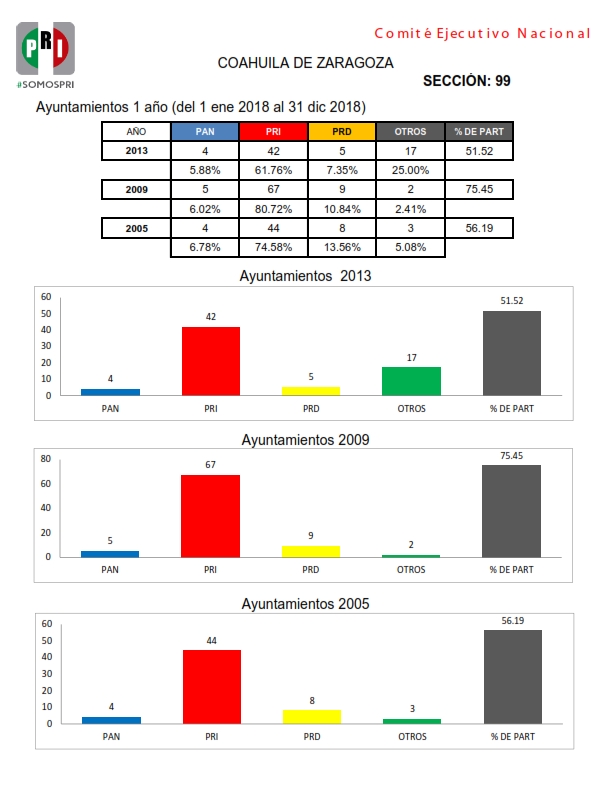 Comité Ejecutivo Nacional
PRI
#SOMOSPRI
COAHUILA DE ZARAGOZA
SECCIÓN: 99
Ayuntamientos 1 año (del 1 ene 2018 al 31 dic 2018)
AÑO PAN PRI PRD OTROS % DE PART
2013 4 42 5 17 51.52
5.88% 61.76% 7.35% 25.00%
2009 5 67 9 2 75.45
6.02% 80.72% 10.84% 2.41%
2005 4 44 8 3 56.19
6.78% 74.58% 13.56% 5.08%
Ayuntamientos 2013
60
50
40
30
20
10
0
4 42 5 17 51.52
PAN PRI PRD OTROS % DE PART
Ayuntamientos 2009
80
60
40
20
0
5 67 9 2 75.45
PAN PRI PRD OTROS % DE PART
Ayuntamientos 2005
60
50
40
30
20
10
0
4 44 8 3 56.19
PAN PRI PRD OTROS % DE PART